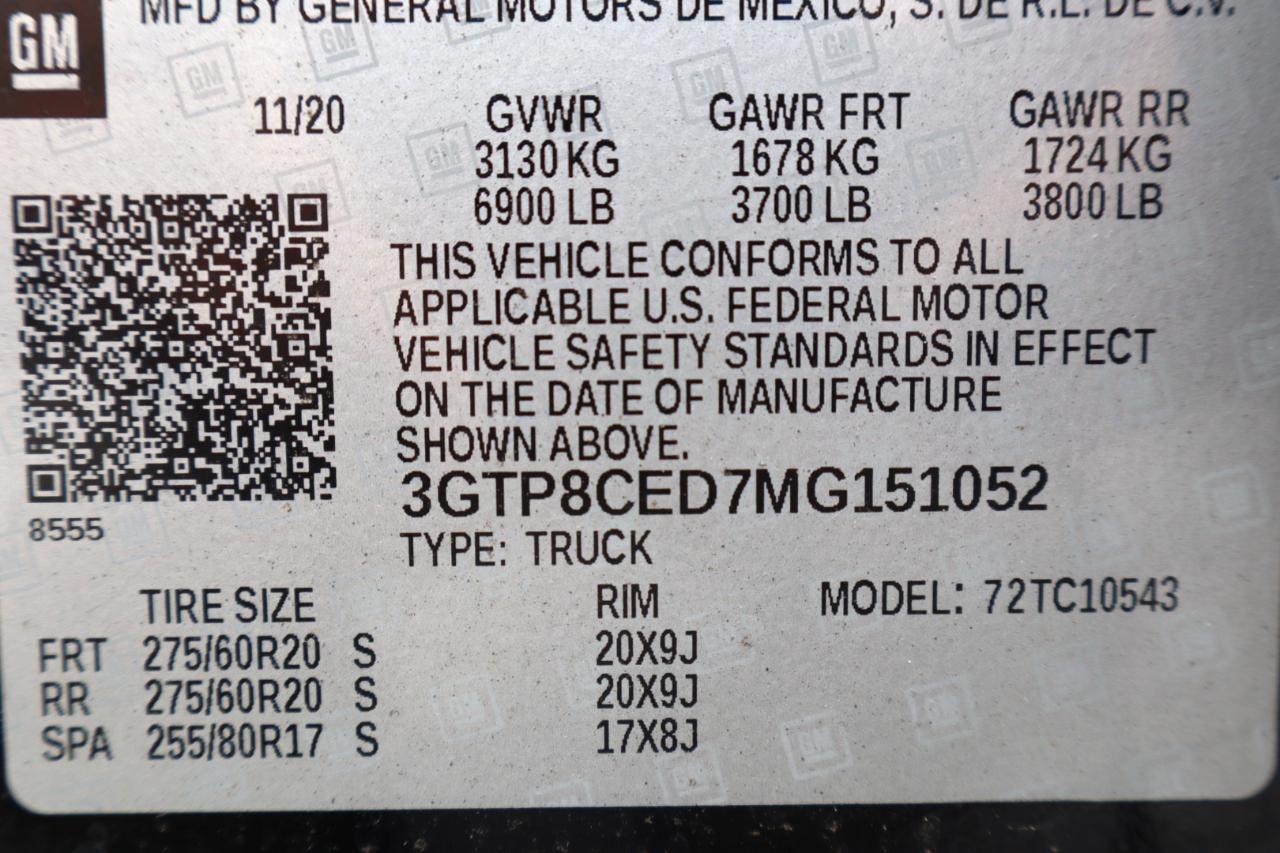 GM
MFD BY GENERAL MOTORS DE MEXICO, S. DE R.L. DE C.V.
11/20 GVWR GAWR FRT GAWR RR
3130 KG 1678 KG 1724 KG
6900 LB 3700 LB 3800 LB
THIS VEHICLE CONFORMS TO ALL
APPLICABLE U.S. FEDERAL MOTOR
VEHICLE SAFETY STANDARDS IN EFFECT
ON THE DATE OF MANUFACTURE
SHOWN ABOVE.
3GTP8CED7MG151052
8555
TYPE: TRUCK
TIRE SIZE RIM MODEL: 72TC10543
FRT 275/60R20 S 20X9J
RR 275/60R20 S 20X9J
SPA 255/80R17 S 17X8J